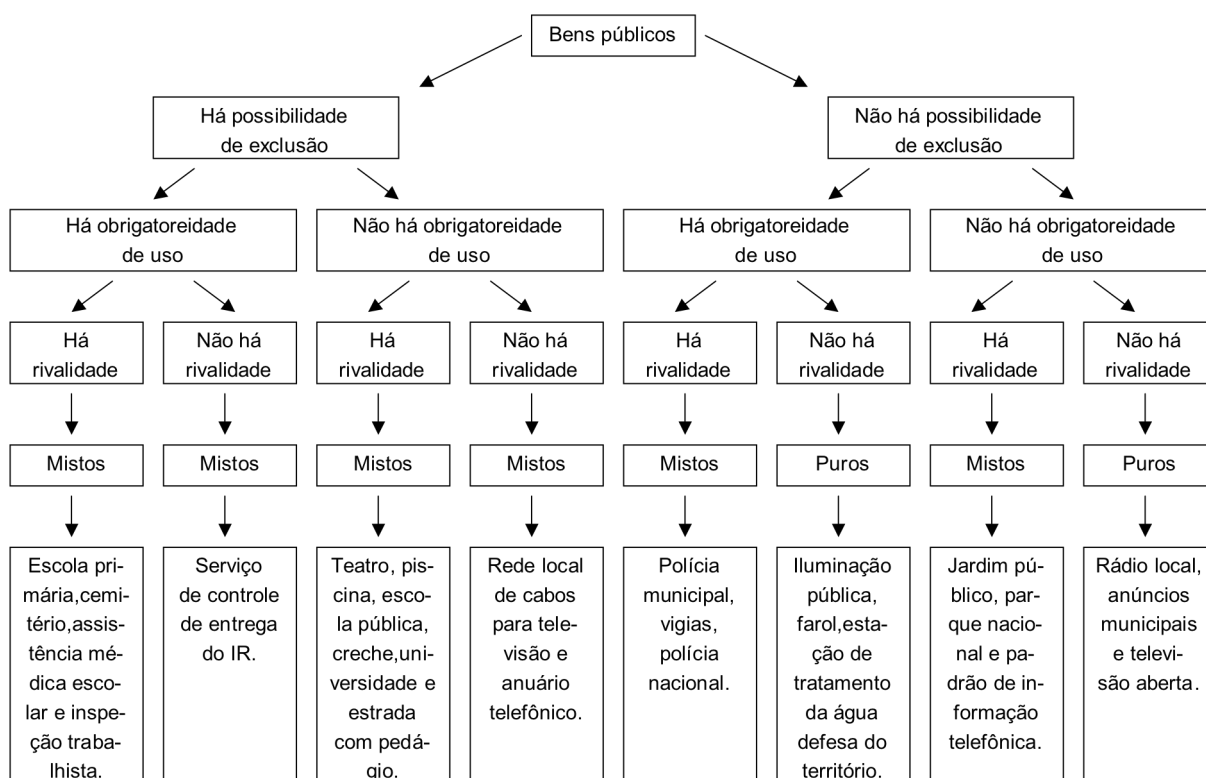 Bens públicos
Há possibilidade
de exclusão
Não há possibilidade
de exclusão
Há obrigatoreidade
de uso
Não há obrigatoreidade
de uso
Há obrigatoreidade
de uso
Não há obrigatoreidade
de uso
Há
rivalidade
Não há
rivalidade
Há
rivalidade
Não há
rivalidade
Há
rivalidade
Não há
rivalidade
Há
rivalidade
Não há
rivalidade
Mistos
Mistos
Mistos
Mistos
Mistos
Puros
Mistos
Puros
Escola pri-
mária,cemi-
tério,assis-
tência mé-
dica esco-
lar e inspe-
ção traba-
lhista.
Serviço
de controle
de entrega
do IR.
Teatro, pis-
cina, esco-
la pública,
creche,uni-
versidade e
estrada
com pedá-
gio.
Rede local
de cabos
para tele-
visão e
anuário
telefônico.
Polícia
municipal,
vigias,
polícia
nacional.
Iluminação
pública,
farol,esta-
ção de
tratamento
da água
defesa do
território.
Jardim pú-
blico, par-
que nacio-
nal e pa-
drão de in-
formação
telefônica.
Rádio local,
anúncios
municipais
e televi-
são aberta.